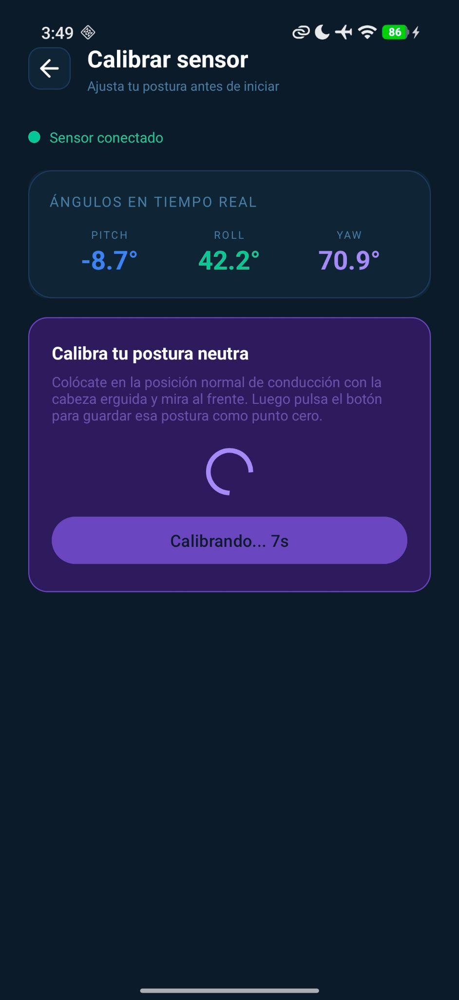 3:49
86
Calibrar sensor
Ajusta tu postura antes de iniciar
Sensor conectado
ÁNGULOS EN TIEMPO REAL
PITCH ROLL YAW
-8.7° 42.2° 70.9°
Calibra tu postura neutra
Colócate en la posición normal de conducción con la
cabeza erguida y mira al frente. Luego pulsa el botón
para guardar esa postura como punto cero.
Calibrando... 7s